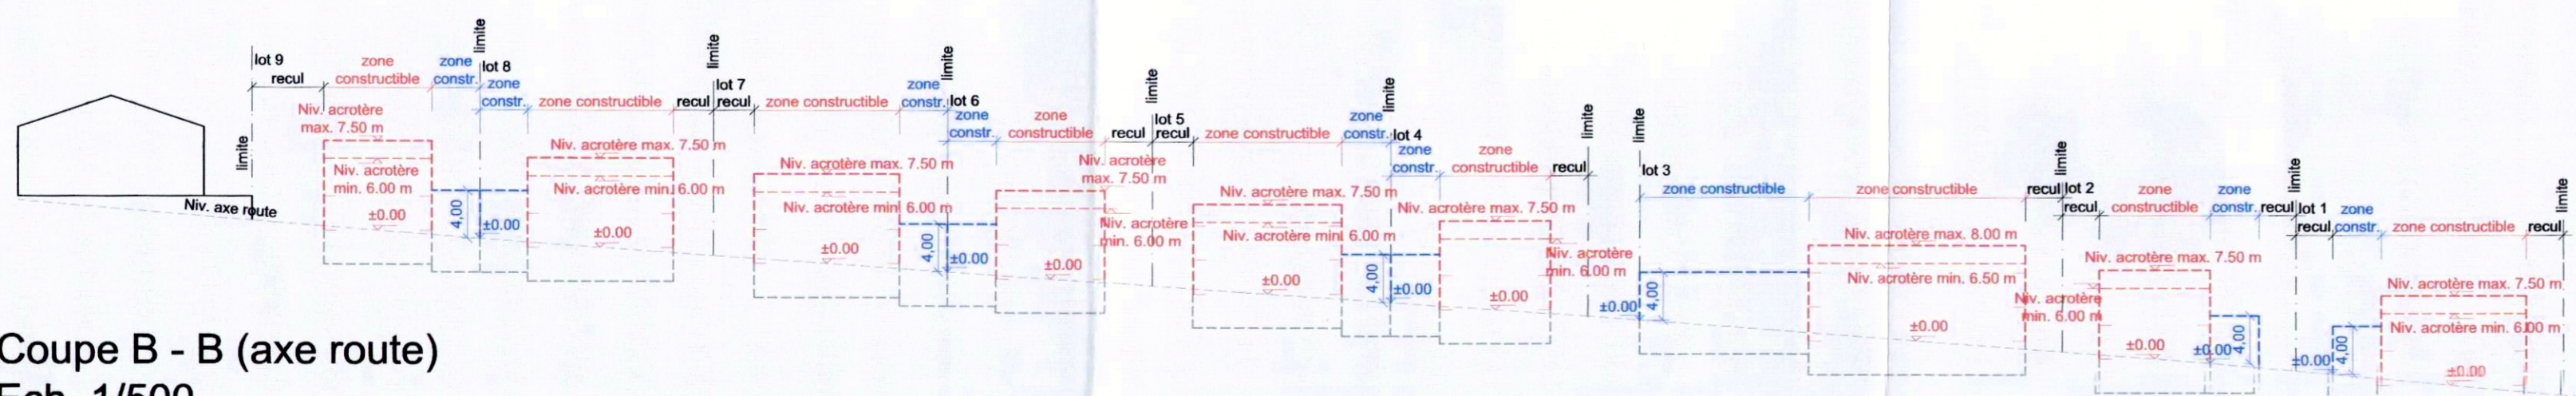 lot 9
recul
zone
constructible
zone
constr.
limite
lot 8
zone
constr.
zone constructible
recul
limite
lot 7
recul
zone constructible
zone
constr.
limite
lot 6
zone
constr.
zone
constructible
recul
limite
lot 5
recul
zone constructible
zone
constr.
limite
lot 4
zone
constr.
zone
constructible
recul
limite
limite
lot 3
zone constructible
zone constructible
recul
limite
lot 2
recul
zone
constructible
zone
constr.
recul
limite
lot 1
recul
zone
constr.
zone constructible
recul
limite
limite
Niv. axe route
Niv. acrotère
max. 7.50 m
Niv. acrotère
min. 6.00 m
±0.00
4,00
±0.00
Niv. acrotère max. 7.50 m
Niv. acrotère min. 6.00 m
±0.00
Niv. acrotère max. 7.50 m
Niv. acrotère min. 6.00 m
±0.00
4,00
±0.00
Niv. acrotère
max. 7.50 m
Niv. acrotère
min. 6.00 m
±0.00
Niv. acrotère max. 7.50 m
Niv. acrotère min. 6.00 m
±0.00
4,00
±0.00
Niv. acrotère max. 7.50 m
Niv. acrotère
min. 6.00 m
±0.00
±0.00
4,00
Niv. acrotère max. 8.00 m
Niv. acrotère min. 6.50 m
±0.00
Niv. acrotère max. 7.50 m
Niv. acrotère
min. 6.00 m
±0.00
±0.00
4,00
±0.00
4,00
Niv. acrotère max. 7.50 m
Niv. acrotère min. 6.00 m
±0.00
Coupe B - B (axe route)
Ech. 1/500